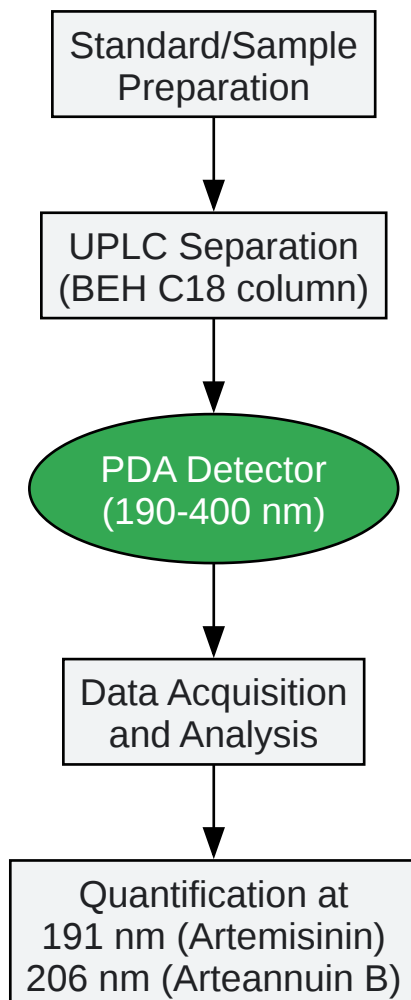 Standard/Sample
Preparation
UPLC Separation
(BEH C18 column)
PDA Detector
(190-400 nm)
Data Acquisition
and Analysis
Quantification at
191 nm (Artemisinin)
206 nm (Arteannuin B)